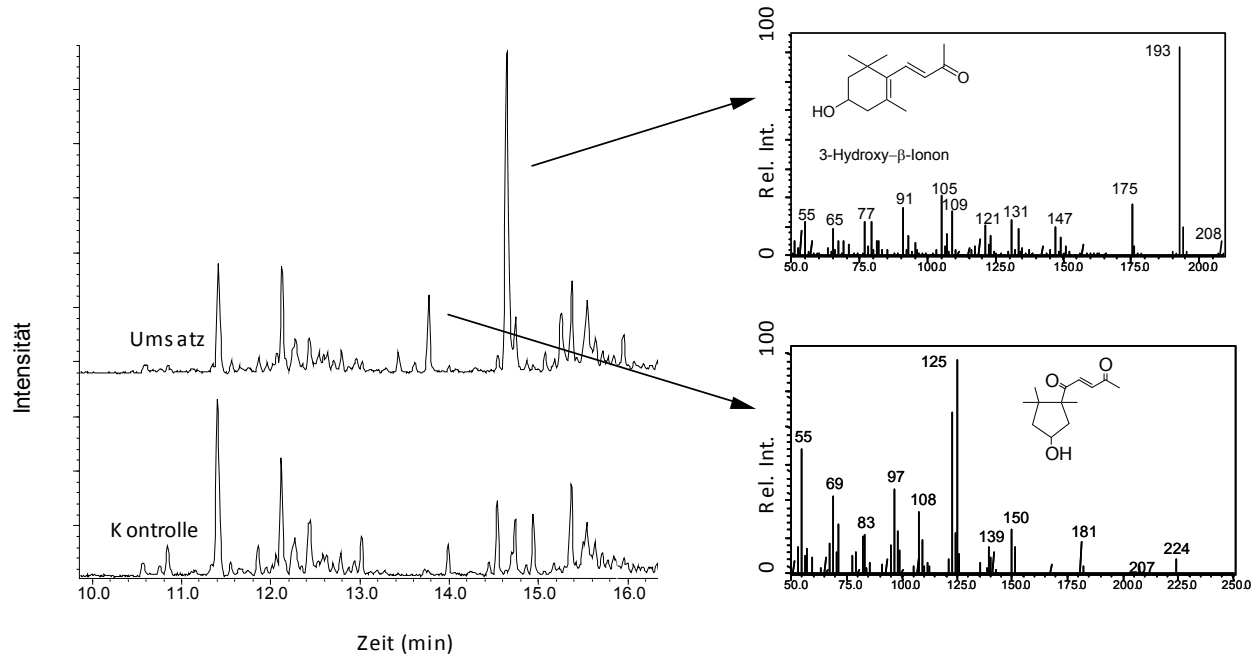 Intensität
Umsatz
Kontrolle
10.0 11.0 12.0 13.0 14.0 15.0 16.0
Zeit (min)
100
Rel. Int.
0
HO
O
3-Hydroxy–β-Ionon
55 65 77 91 105 109 121 131 147 175 193 208
50.0 75.0 100.0 125.0 150.0 175.0 200.0
100
Rel. Int.
0
O O
OH
55 69 83 97 108 125 139 150 181 207 224
50.0 75.0 100.0 125.0 150.0 175.0 200.0 225.0 250.0